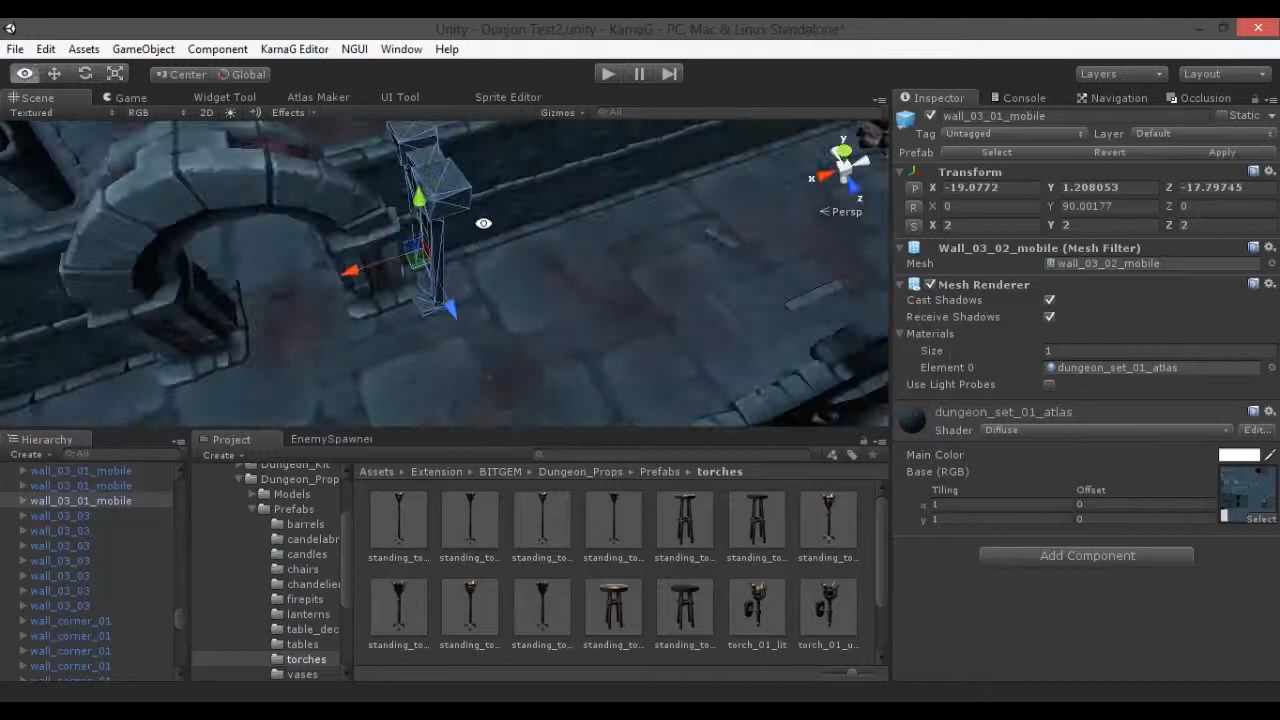 Unity - Donjon Test2.unity - KarnaG - PC, Mac & Linux Standalone*
File Edit Assets GameObject Component KarnaG Editor NGUI Window Help
Center Global Layers Layout
Scene Game Widget Tool Atlas Maker UI Tool Sprite Editor
Textured RGB 2D Effects Gizmos All
y
x
z
Persp
Inspector Console Navigation Occlusion
wall_03_01_mobile Static
Tag Untagged Layer Default
Prefab Select Revert Apply
Transform
P X -19.0772 Y 1.208053 Z -17.79745
R X 0 Y 90.00177 Z 0
S X 2 Y 2 Z 2
Wall_03_02_mobile (Mesh Filter)
Mesh wall_03_02_mobile
Mesh Renderer
Cast Shadows
Receive Shadows
Materials
Size 1
Element 0 dungeon_set_01_atlas
Use Light Probes
dungeon_set_01_atlas
Shader Diffuse Edit...
Main Color
Base (RGB)
Tiling Offset
x 1 0
y 1 0
Select
Add Component
Hierarchy
Create All
wall_03_01_mobile
wall_03_01_mobile
wall_03_01_mobile
wall_03_03
wall_03_03
wall_03_03
wall_03_03
wall_03_03
wall_03_03
wall_03_03
wall_corner_01
wall_corner_01
wall_corner_01
wall_corner_01
wall_corner_01
Project EnemySpawner
Create
Dungeon_Kit
Dungeon_Prop
Models
Prefabs
barrels
candelabr
candles
chairs
chandelier
firepits
lanterns
table_dec
tables
torches
vases
Assets Extension BITGEM Dungeon_Props Prefabs torches
standing_to... standing_to... standing_to... standing_to... standing_to... standing_to... standing_to...
standing_to... standing_to... standing_to... standing_to... standing_to... torch_01_lit torch_01_u...